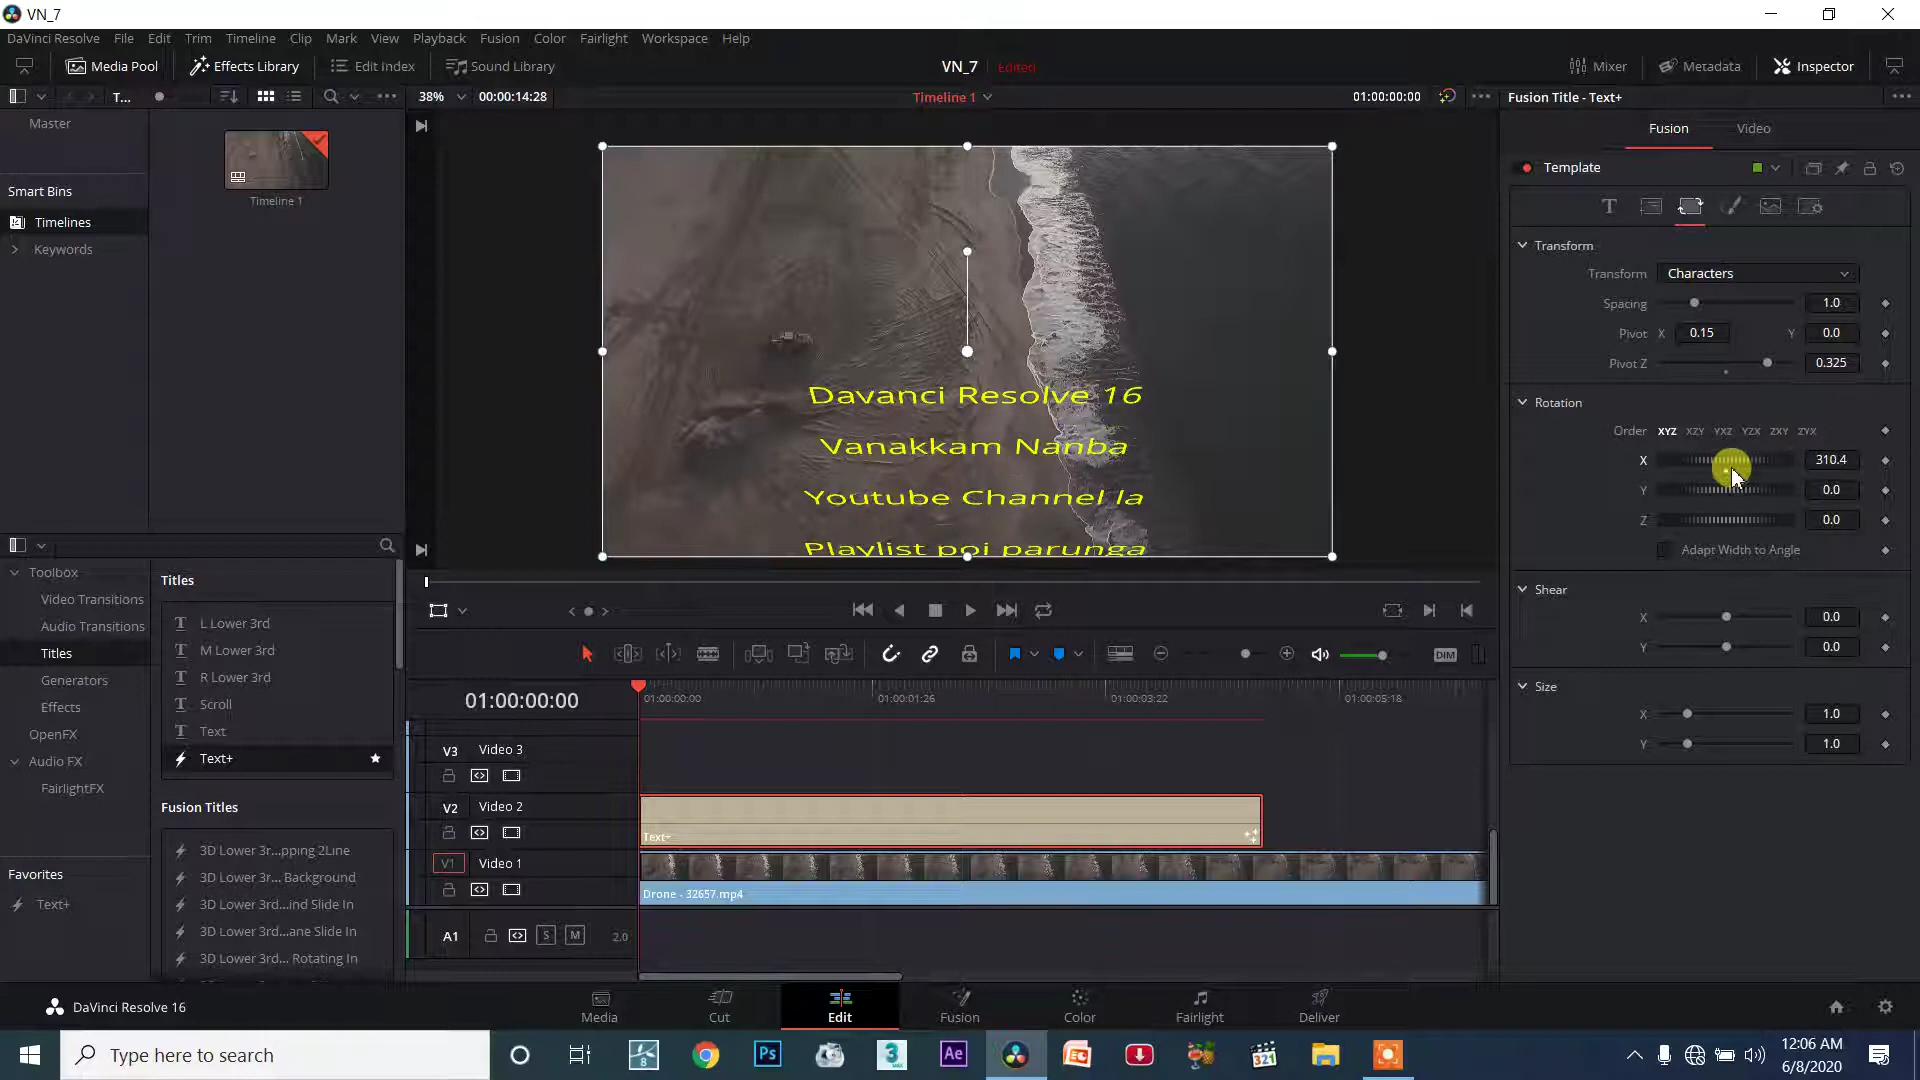 VN_7
DaVinci Resolve File Edit Trim Timeline Clip Mark View Playback Fusion Color Fairlight Workspace Help
Media Pool Effects Library Edit Index Sound Library VN_7 Edited Mixer Metadata Inspector
T... 38% 00:00:14:28 Timeline 1 01:00:00:00 Fusion Title - Text+
Master
Smart Bins
Timelines
Keywords
Timeline 1
Davanci Resolve 16
Vanakkam Nanba
Youtube Channel la
Playlist poi parunga
Fusion Video
Template
Transform
Transform Characters
Spacing 1.0
Pivot X 0.15 Y 0.0
Pivot Z 0.325
Rotation
Order XYZ XZY YXZ YZX ZXY ZYX
X 310.4
Y 0.0
Z 0.0
Adapt Width to Angle
Shear
X 0.0
Y 0.0
Size
X 1.0
Y 1.0
Toolbox
Video Transitions
Audio Transitions
Titles
Generators
Effects
OpenFX
Audio FX
FairlightFX
Favorites
Text+
Titles
L Lower 3rd
M Lower 3rd
R Lower 3rd
Scroll
Text
Text+
Fusion Titles
3D Lower 3r...pping 2Line
3D Lower 3r... Background
3D Lower 3rd...ind Slide In
3D Lower 3rd...ane Slide In
3D Lower 3rd... Rotating In
DIM
01:00:00:00 01:00:00:00 01:00:01:26 01:00:03:22 01:00:05:18
V3 Video 3
V2 Video 2
Text+
V1 Video 1
Drone - 32657.mp4
A1 S M 2.0
DaVinci Resolve 16 Media Cut Edit Fusion Color Fairlight Deliver
Type here to search
8 Ps 3 MAX Ae 321
12:06 AM
6/8/2020